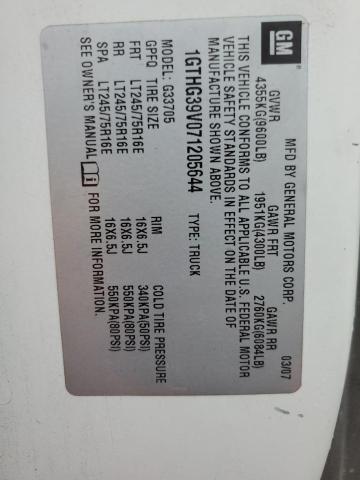 GM
MFD BY GENERAL MOTORS CORP.
03/07
GVWR GAWR FRT GAWR RR
4355KG(9600LB) 1951KG(4300LB) 2760KG(6084LB)
THIS VEHICLE CONFORMS TO ALL APPLICABLE U.S. FEDERAL MOTOR
VEHICLE SAFETY STANDARDS IN EFFECT ON THE DATE OF
MANUFACTURE SHOWN ABOVE.
1GTHG39V071205644 TYPE: TRUCK
MODEL: G33705
GPFQ TIRE SIZE RIM COLD TIRE PRESSURE
FRT LT245/75R16E 16X6.5J 340KPA(50PSI)
RR LT245/75R16E 16X6.5J 550KPA(80PSI)
SPA LT245/75R16E 16X6.5J 550KPA(80PSI)
SEE OWNER'S MANUAL i FOR MORE INFORMATION.